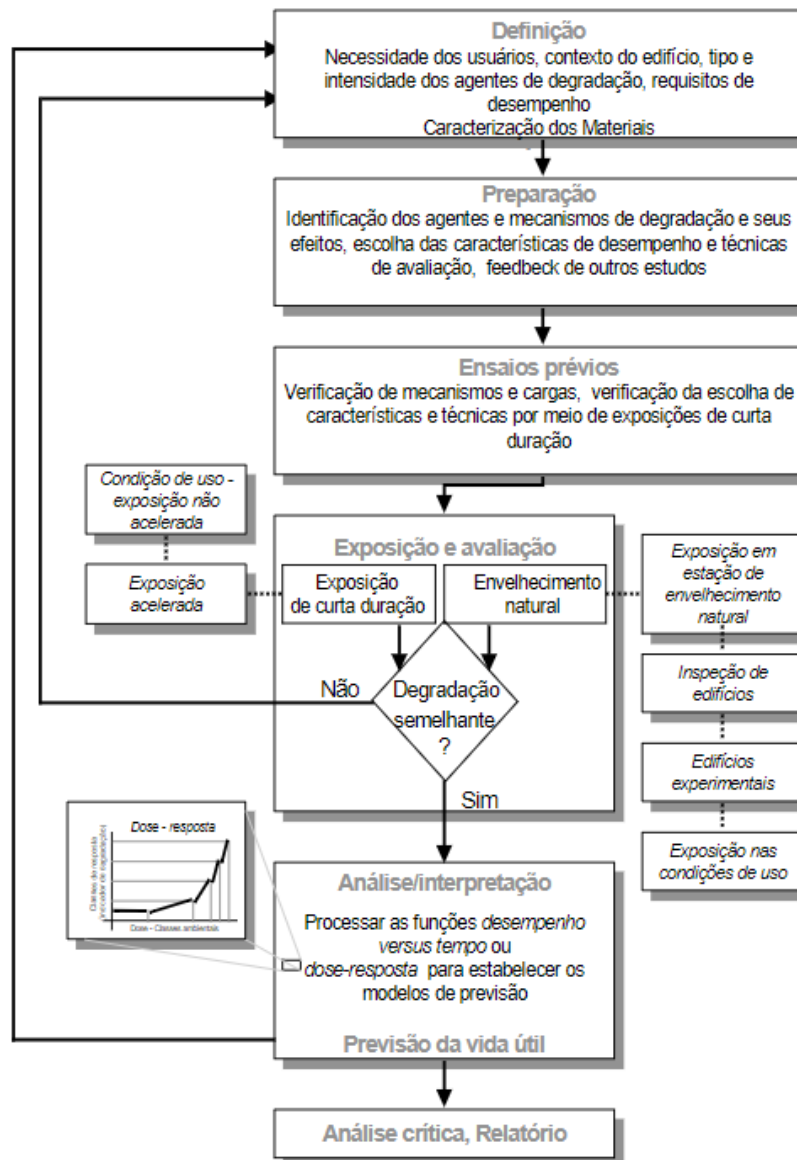 Definição
Necessidade dos usuários, contexto do edifício, tipo e
intensidade dos agentes de degradação, requisitos de
desempenho
Caracterização dos Materiais
Preparação
Identificação dos agentes e mecanismos de degradação e seus
efeitos, escolha das características de desempenho e técnicas
de avaliação, feedbeck de outros estudos
Ensaios prévios
Verificação de mecanismos e cargas, verificação da escolha de
características e técnicas por meio de exposições de curta
duração
Condição de uso -
exposição não
acelerada
Exposição
acelerada
Exposição e avaliação
Exposição
de curta duração
Envelhecimento
natural
Exposição em
estação de
envelhecimento
natural
Não
Degradação
semelhante
?
Sim
Inspeção de
edifícios
Edifícios
experimentais
Exposição nas
condições de uso
Dose - resposta
Classes de resposta
Dose - Classes ambientais
Análise/interpretação
Processar as funções desempenho
versus tempo ou
dose-resposta para estabelecer os
modelos de previsão
Previsão da vida útil
Análise crítica, Relatório